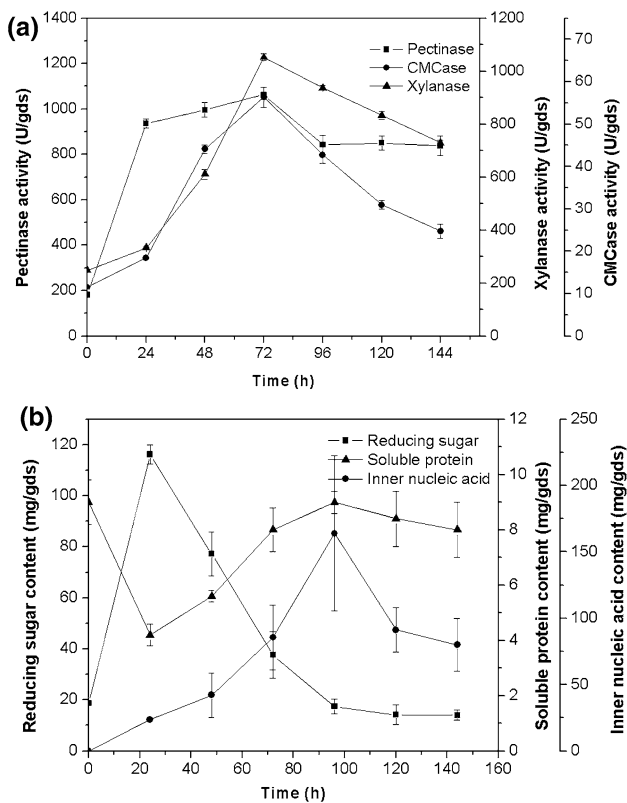 (a)
Pectinase
CMCase
Xylanase
Pectinase activity (U/gds)
1400
1200
1000
800
600
400
200
0
0 24 48 72 96 120 144
Time (h)
1200
1000
800
600
400
200
0
Xylanase activity (U/gds)
70
60
50
40
30
20
10
0
CMCase activity (U/gds)
(b)
Reducing sugar
Soluble protein
Inner nucleic acid
Reducing sugar content (mg/gds)
120
100
80
60
40
20
0
0 20 40 60 80 100 120 140 160
Time (h)
12
10
8
6
4
2
0
Soluble protein content (mg/gds)
250
200
150
100
50
0
Inner nucleic acid content (mg/gds)